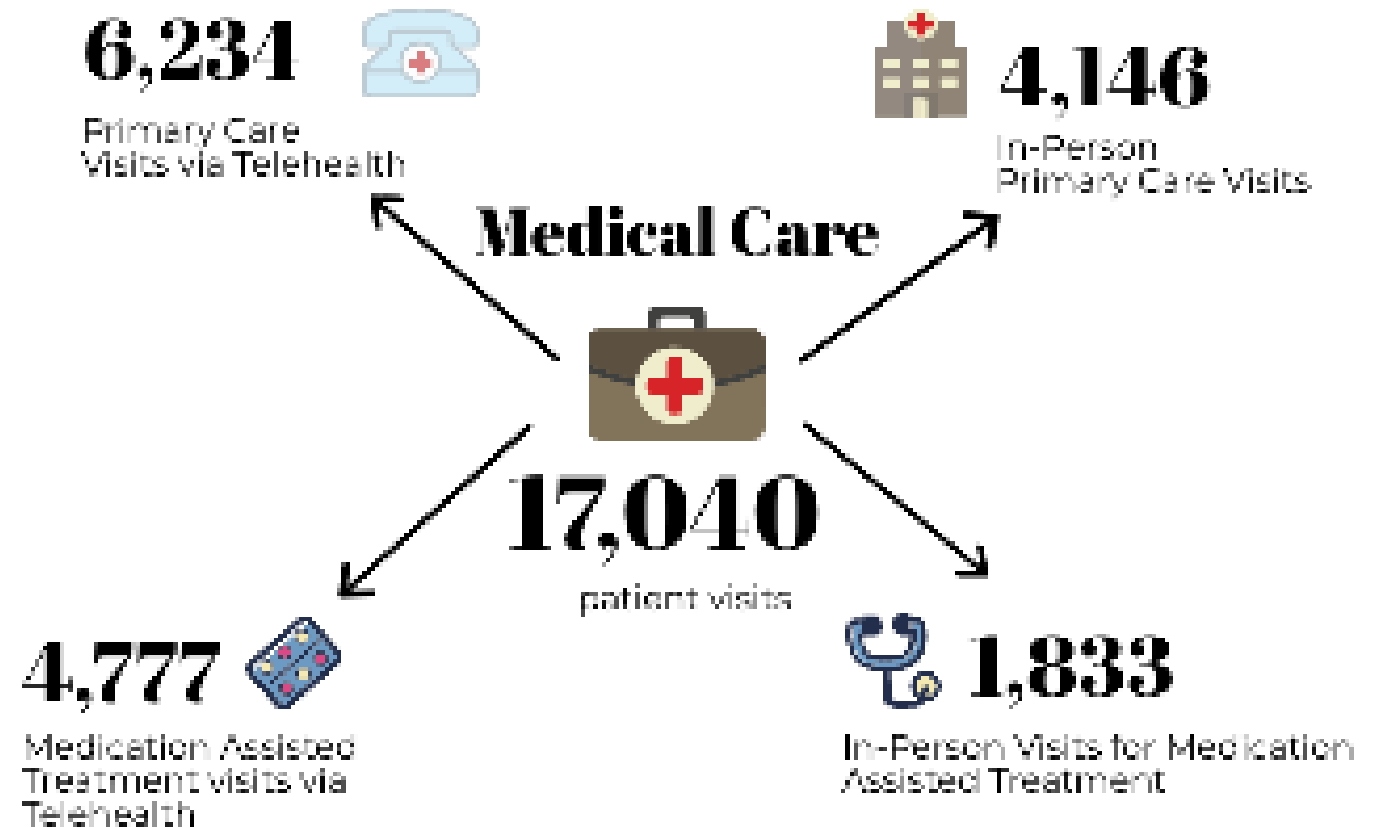 6,234
Primary Care
Visits via Telehealth
4,146
In-Person
Primary Care Visits
Medical Care
17,040
patient visits
4,777
Medication Assisted
Treatment visits via
Telehealth
1,833
In-Person Visits for Medication
Assisted Treatment